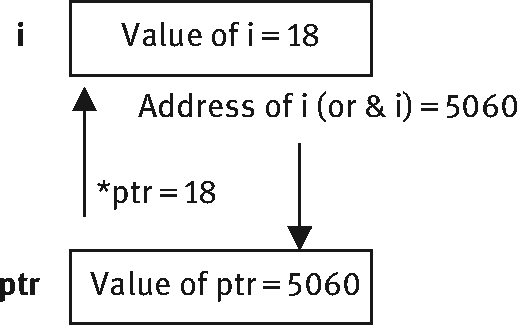 i
Value of i = 18
Address of i (or & i) = 5060
*ptr = 18
ptr
Value of ptr = 5060